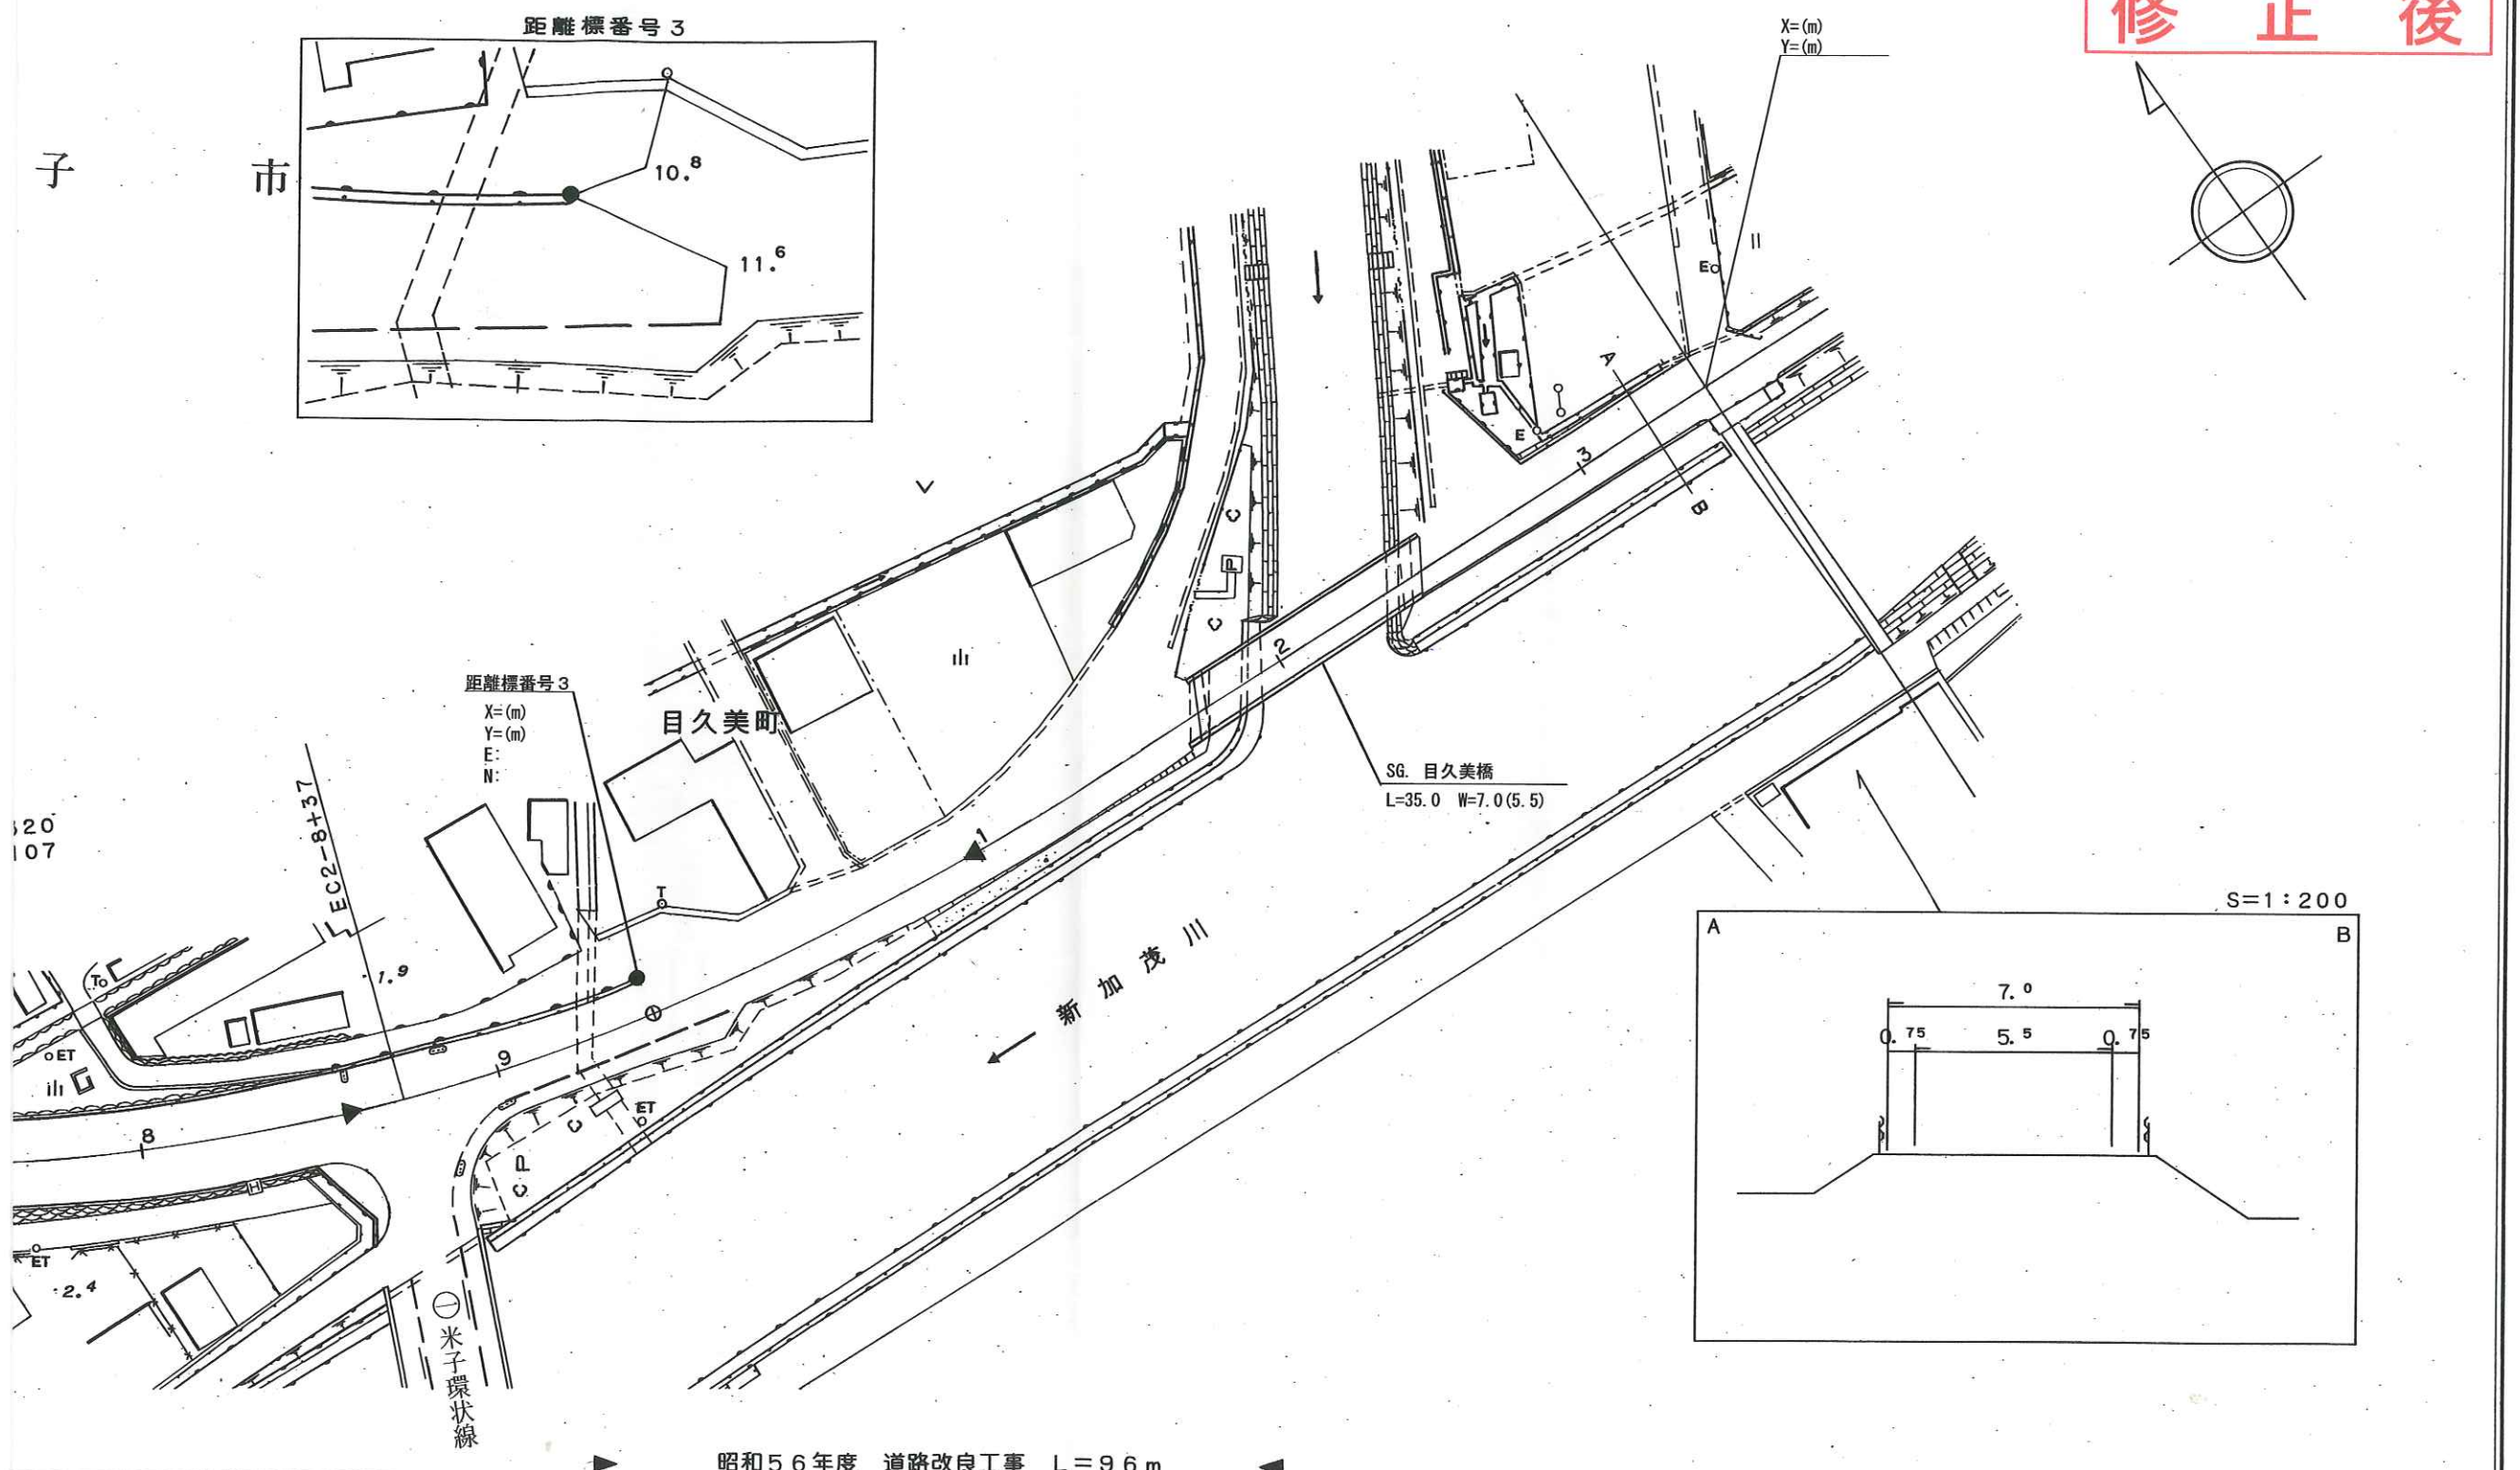 修正後
距離標番号3
10.8
11.6
子 市
X=(m)
Y=(m)
E
A
3
B
E
C
P
C
2
距離標番号3
X=(m)
Y=(m)
E:
N:
目久美町
SG. 目久美橋
L=35.0 W=7.0(5.5)
1
EC2-8+37
107
T
新加茂川
1.9
To
ET
9
8
ET
C
P
C
H
ET
2.4
米子環状線
S=1:200
A
B
7.0
0.75
5.5
0.75
昭和56年度 道路改良工事 L=96m